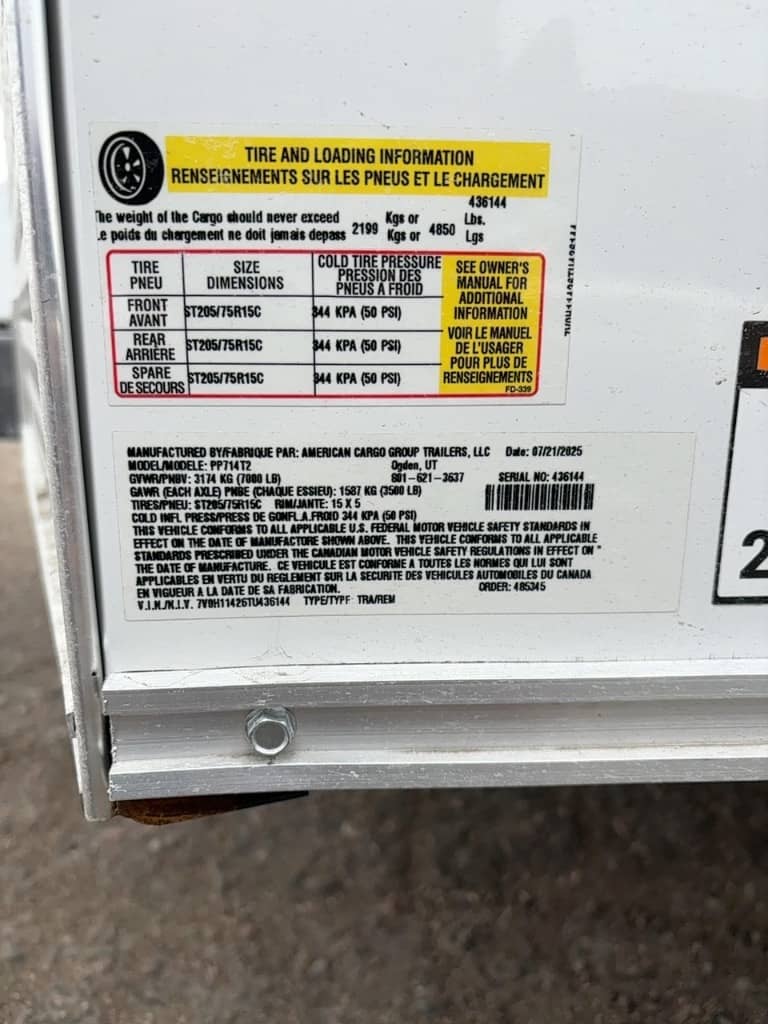 TIRE AND LOADING INFORMATION
RENSEIGNEMENTS SUR LES PNEUS ET LE CHARGEMENT
436144
The weight of the Cargo should never exceed 2199 Kgs or 4850 Lbs.
Le poids du chargement ne doit jamais depass Kgs or Lgs
TIRE PNEU SIZE DIMENSIONS COLD TIRE PRESSURE PRESSION DES PNEUS A FROID
FRONT AVANT ST205/75R15C 344 KPA (50 PSI)
REAR ARRIÈRE ST205/75R15C 344 KPA (50 PSI)
SPARE DE SECOURS ST205/75R15C 344 KPA (50 PSI)
SEE OWNER'S
MANUAL FOR
ADDITIONAL
INFORMATION
VOIR LE MANUEL
DE L'USAGER
POUR PLUS DE
RENSEIGNEMENTS
FD-339
MANUFACTURED BY/FABRIQUE PAR: AMERICAN CARGO GROUP TRAILERS, LLC Date: 07/21/2025
MODEL/MODELE: PP714T2 Ogden, UT
GVWR/PNBV: 3174 KG (7000 LB) 801-621-3637 SERIAL NO: 436144
GAWR (EACH AXLE) PNBE (CHAQUE ESSIEU): 1587 KG (3500 LB)
TIRES/PNEU: ST205/75R15C RIM/JANTE: 15 X 5
COLD INFL PRESS/PRESS DE GONFL.A.FROID 344 KPA (50 PSI)
THIS VEHICLE CONFORMS TO ALL APPLICABLE U.S. FEDERAL MOTOR VEHICLE SAFETY STANDARDS IN
EFFECT ON THE DATE OF MANUFACTORE SHOWN ABOVE. THIS VEHICLE CONFORMS TO ALL APPLICABLE
STANDARDS PRESCRIBED UNDER THE CANADIAN MOTOR VEHICLE SAFETY REGULATIONS IN EFFECT ON
THE DATE OF MANUFACTURE. CE VEHICULE EST CONFORME A TOUTES LES NORMES QUI LUI SONT
APPLICABLES EN VERTU DU REGLEMENT SUR LA SECURITE DES VEHICULES AUTOMOBILES DU CANADA
EN VIGUEUR A LA DATE DE SA FABRICATION. ORDER: 485345
V.I.N./N.I.V. 7V0H11426TU436144 TYPE/TYPE TRA/REM
2